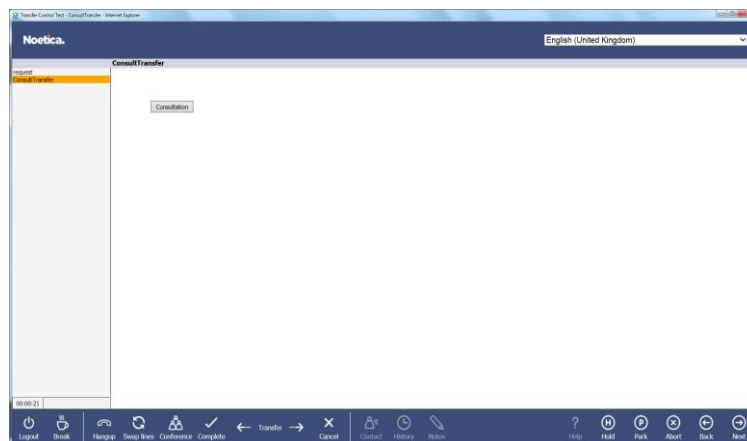 Transfer Control Test - ConsultTransfer - Internet Explorer
Noetica.
English (United Kingdom)
ConsultTransfer
request
ConsultTransfer
Consultation
00:00:21
Logout Break Hangup Swap lines Conference Complete Transfer Cancel Contact History Notes Help Hold Park Abort Back Next